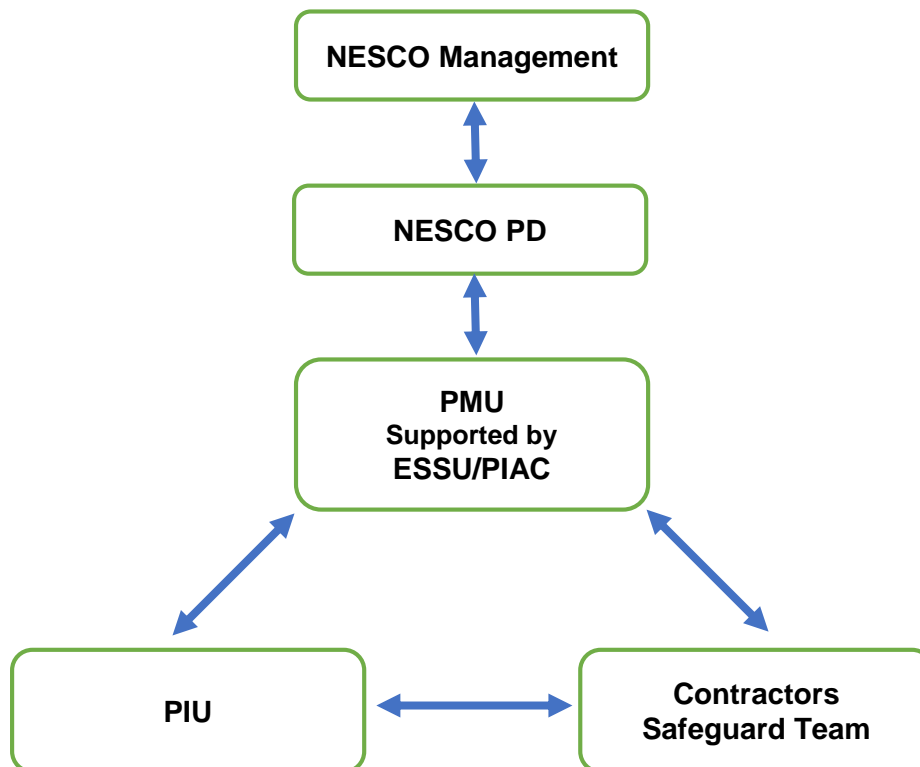 NESCO Management
NESCO PD
PMU
Supported by
ESSU/PIAC
PIU
Contractors
Safeguard Team